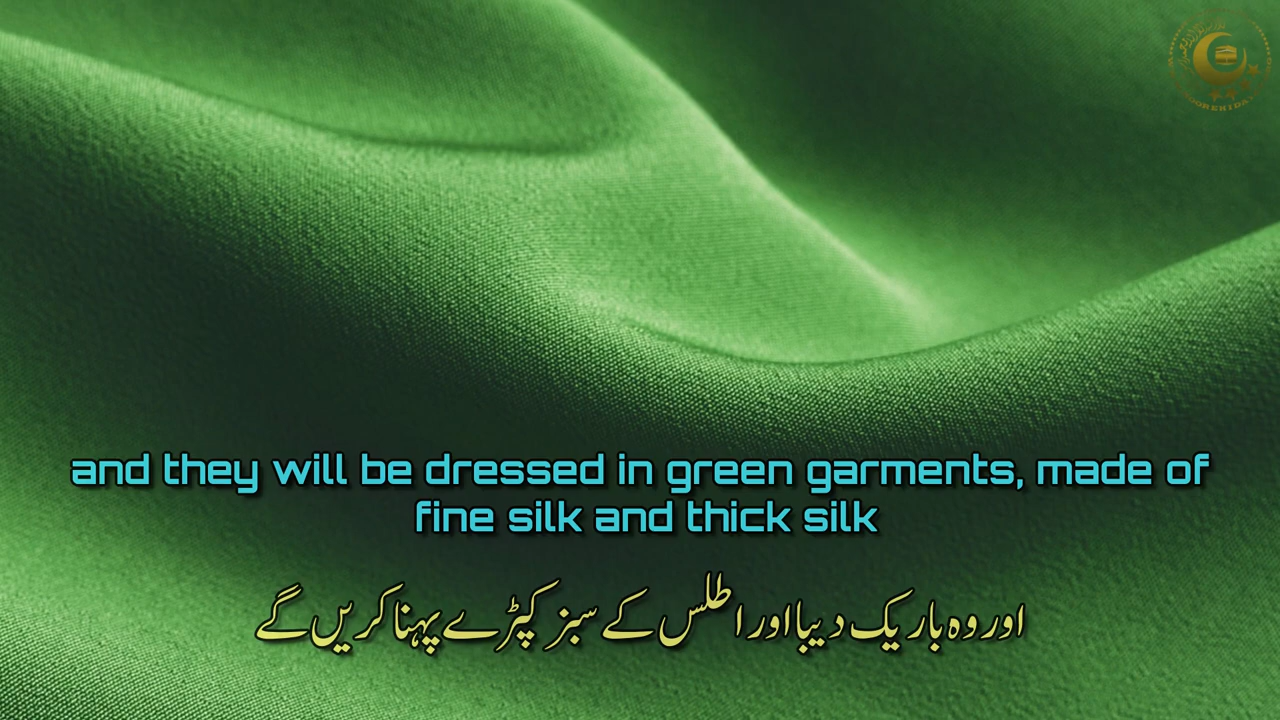 and they will be dressed in green garments, made of
fine silk and thick silk
اور وہ باریک دیبا اور اطلس کے سبز کپڑے پہنا کریں گے